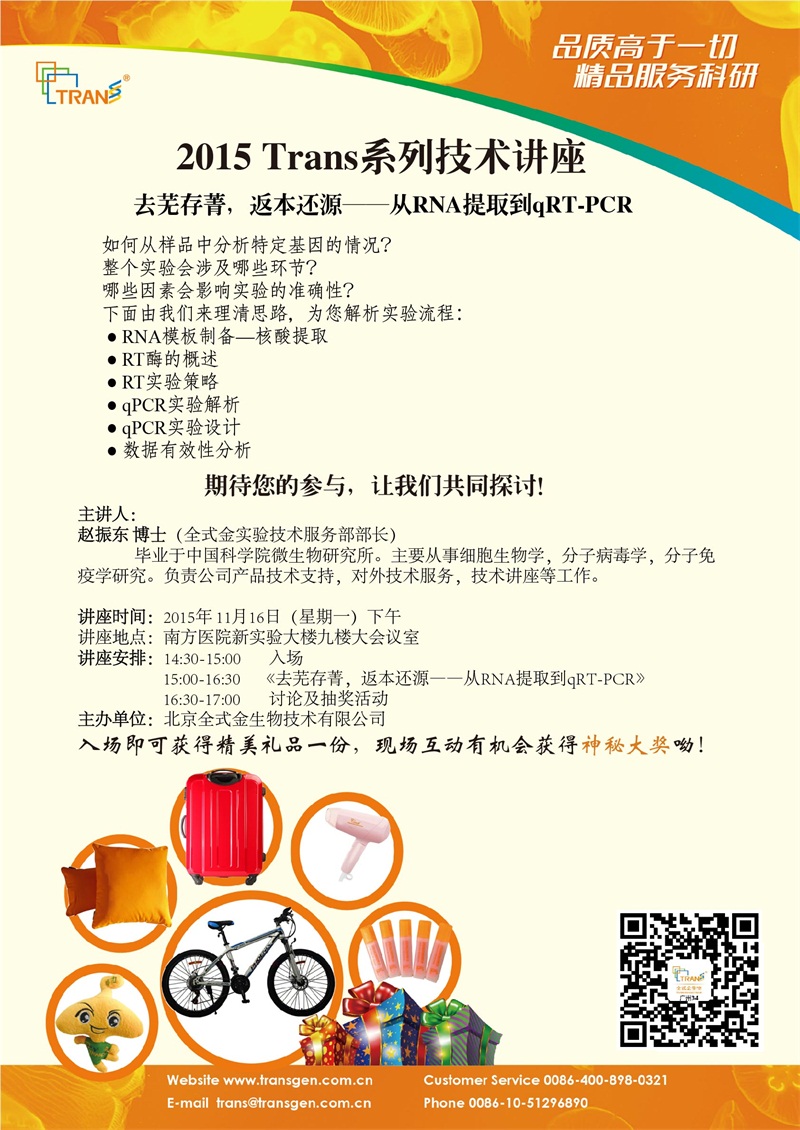 品质高于一切
精品服务科研
TRANS®
2015 Trans系列技术讲座
去芜存菁，返本还源——从RNA提取到qRT-PCR
如何从样品中分析特定基因的情况？
整个实验会涉及哪些环节？
哪些因素会影响实验的准确性？
下面由我们来理清思路，为您解析实验流程：
●RNA模板制备—核酸提取
●RT酶的概述
●RT实验策略
●qPCR实验解析
●qPCR实验设计
●数据有效性分析
期待您的参与，让我们共同探讨！
主讲人：
赵振东 博士（全式金实验技术服务部部长）
毕业于中国科学院微生物研究所。主要从事细胞生物学，分子病毒学，分子免
疫学研究。负责公司产品技术支持，对外技术服务，技术讲座等工作。
讲座时间：2015年 11月16日（星期一）下午
讲座地点：南方医院新实验大楼九楼大会议室
讲座安排：14:30-15:00 入场
15:00-16:30 《去芜存菁，返本还源——从RNA提取到qRT-PCR》
16:30-17:00 讨论及抽奖活动
主办单位：北京全式金生物技术有限公司
入场即可获得精美礼品一份，现场互动有机会获得神秘大奖呦！
TRANS
广州34
Website www.transgen.com.cn Customer Service 0086-400-898-0321
E-mail trans@transgen.com.cn Phone 0086-10-51296890